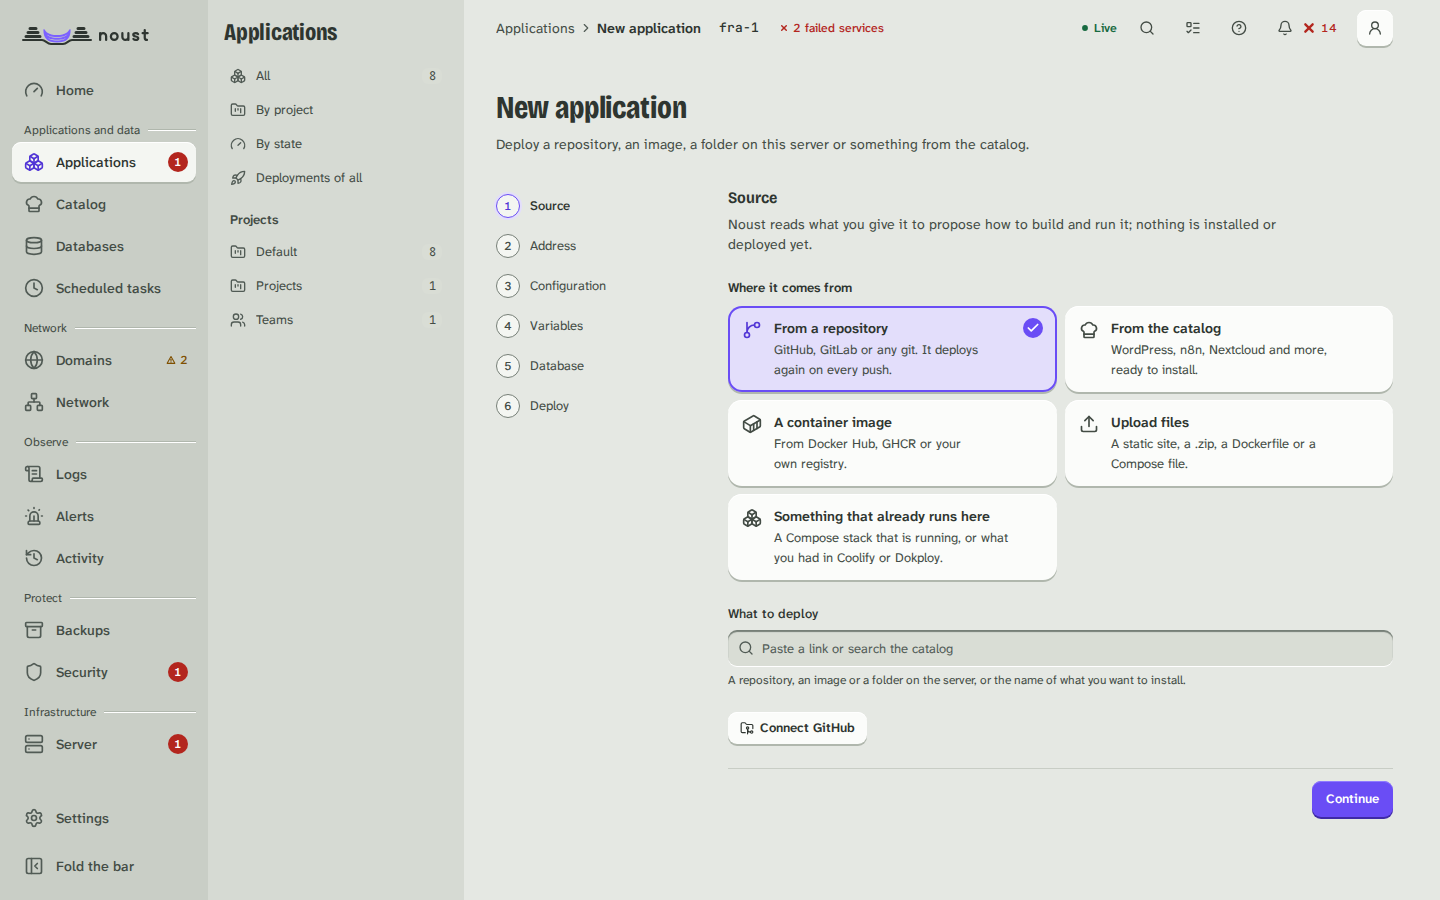 noust
Home
Applications and data
Applications 1
Catalog
Databases
Scheduled tasks
Network
Domains 2
Network
Observe
Logs
Alerts
Activity
Protect
Backups
Security 1
Infrastructure
Server 1
Settings
Fold the bar
Applications
All 8
By project
By state
Deployments of all
Projects
Default 8
Projects 1
Teams 1
Applications > New application fra-1 × 2 failed services
Live
14
New application
Deploy a repository, an image, a folder on this server or something from the catalog.
1 Source
2 Address
3 Configuration
4 Variables
5 Database
6 Deploy
Source
Noust reads what you give it to propose how to build and run it; nothing is installed or
deployed yet.
Where it comes from
From a repository
GitHub, GitLab or any git. It deploys
again on every push.
From the catalog
WordPress, n8n, Nextcloud and more,
ready to install.
A container image
From Docker Hub, GHCR or your
own registry.
Upload files
A static site, a .zip, a Dockerfile or a
Compose file.
Something that already runs here
A Compose stack that is running, or what
you had in Coolify or Dokploy.
What to deploy
Paste a link or search the catalog
A repository, an image or a folder on the server, or the name of what you want to install.
Connect GitHub
Continue